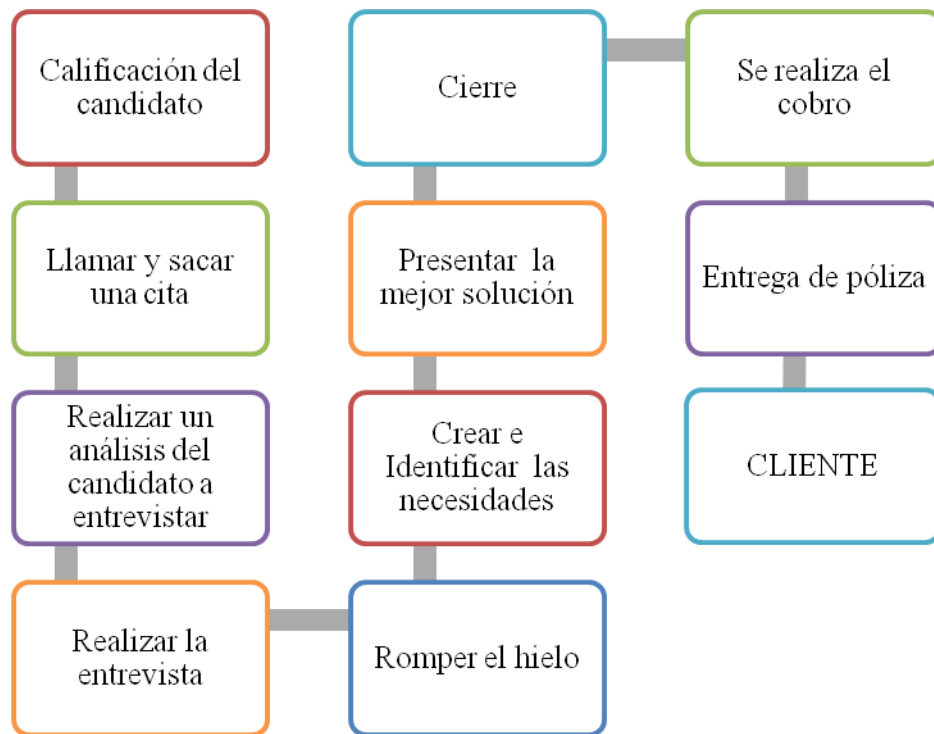 Calificación del
candidato
Llamar y sacar
una cita
Realizar un
análisis del
candidato a
entrevistar
Realizar la
entrevista
Romper el hielo
Crear e
Identificar las
necesidades
Presentar la
mejor solución
Cierre
Se realiza el
cobro
Entrega de póliza
CLIENTE